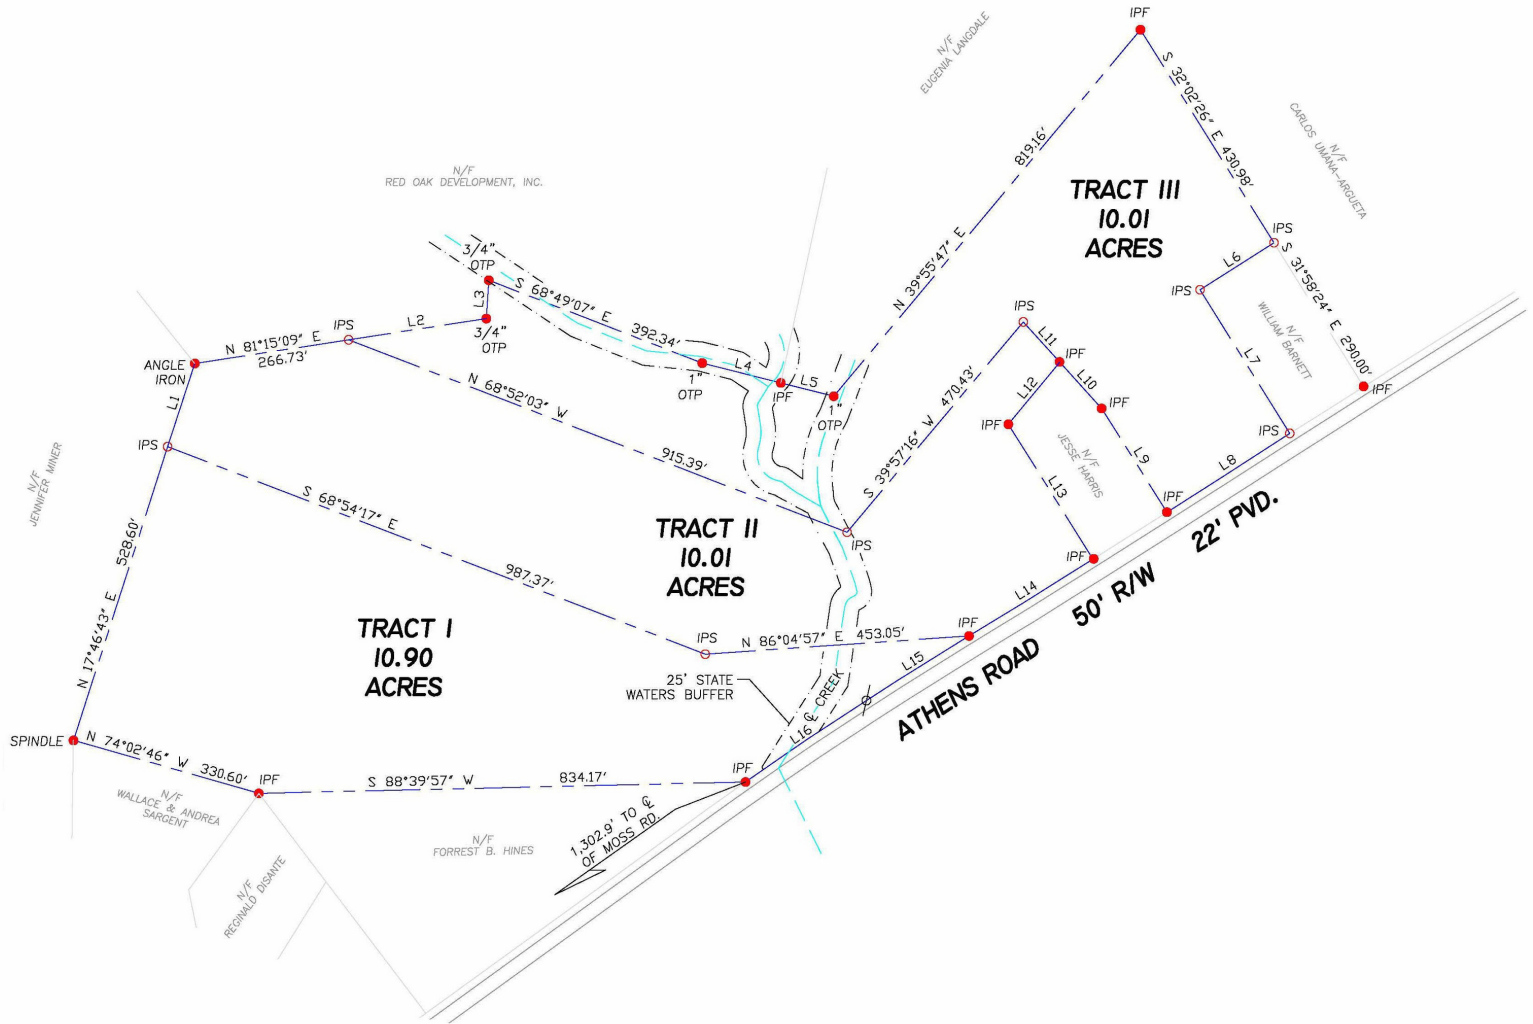 IPF
N/F
EUGENIA LANGDALE
S 32°02'26" E 430.98'
N/F
CARLOS UMANA-ARGUETA
819.16'
N 39°55'47" E
TRACT III
10.01
ACRES
N/F
RED OAK DEVELOPMENT, INC.
IPS
L6
IPS
S 31°58'24" E 290.00'
N/F
WILLIAM BARNETT
L7
IPF
IPS
L8
3/4"
OTP
L3
S 68°49'07" E 392.34'
3/4"
OTP
IPS
L2
N 81°15'09" E
266.73'
ANGLE
IRON
L1
IPS
L4
1"
OTP
IPF
L5
1"
OTP
N 68°52'03" W
915.39'
IPS
L11
IPF
L10
IPF
L12
IPF
L9
IPF
N/F
JESSE HARRIS
L13
IPF
S 39°57'16" W 470.43'
IPS
N/F
JENNIFER MINER
N 17°46'43" E 528.60'
S 68°54'17" E
987.37'
TRACT II
10.01
ACRES
TRACT I
10.90
ACRES
IPS
N 86°04'57" E 453.05'
IPF
L14
L15
L16
25' STATE
WATERS BUFFER
℄ CREEK
ATHENS ROAD 50' R/W 22' PVD.
SPINDLE
N 74°02'46" W 330.60'
IPF
S 88°39'57" W 834.17'
IPF
N/F
WALLACE & ANDREA
SARGENT
N/F
REGINALD DISANTE
N/F
FORREST B. HINES
1,302.9' TO ℄
OF MOSS RD.